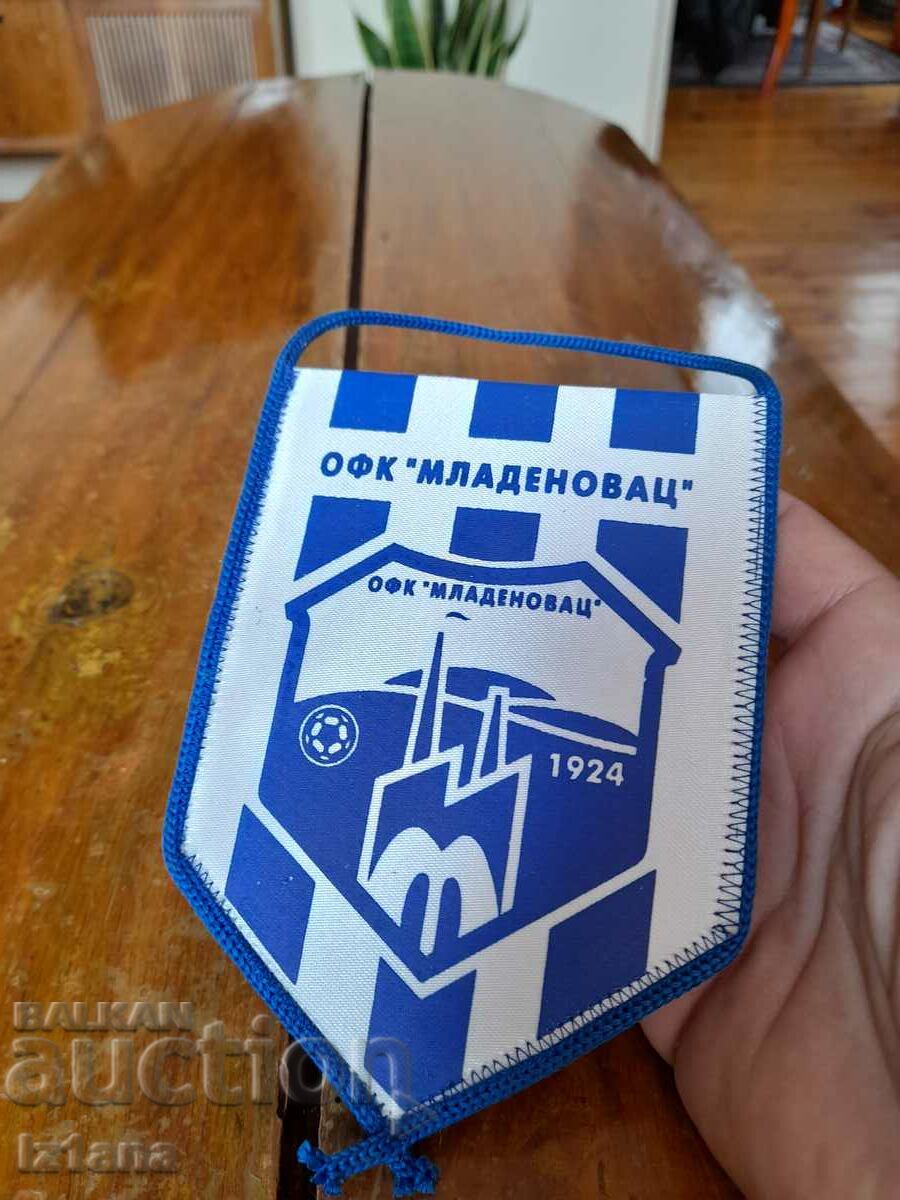 ОФК "МЛАДЕНОВАЦ"
ОФК "МЛАДЕНОВАЦ"
1924
BALKAN
auction
iz1ana